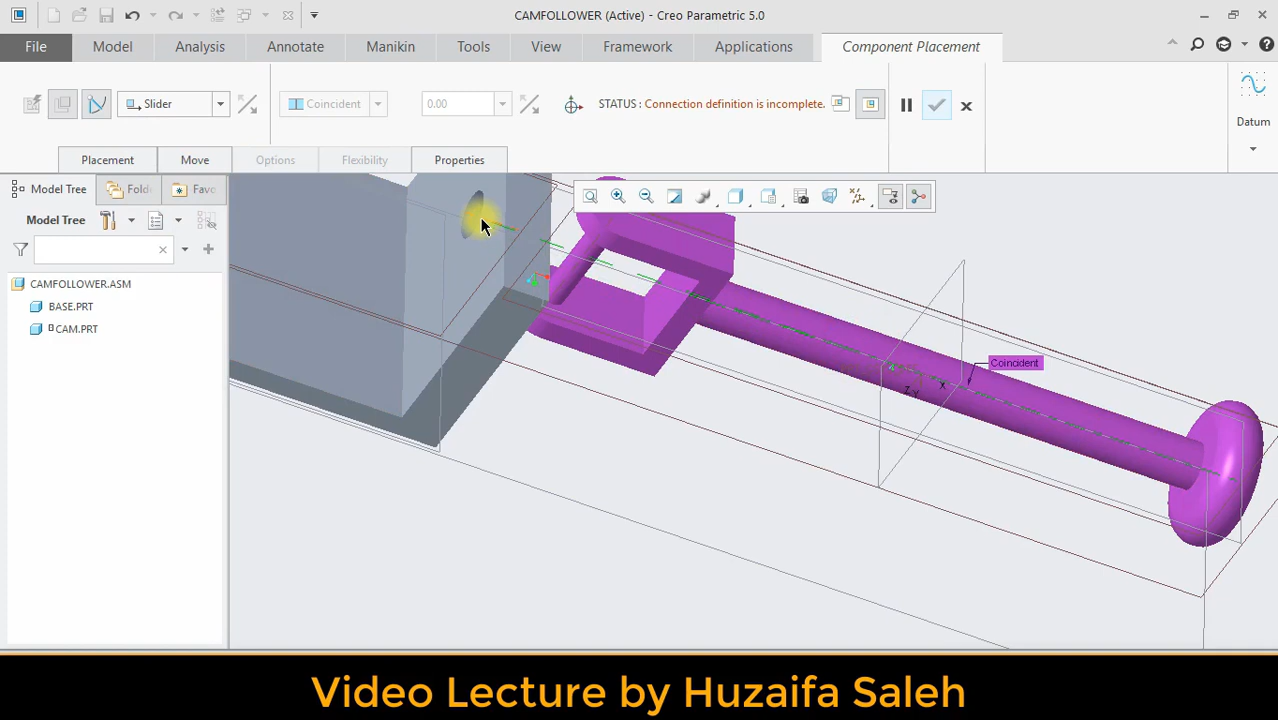 CAMFOLLOWER (Active) - Creo Parametric 5.0
File Model Analysis Annotate Manikin Tools View Framework Applications Component Placement
Slider Coincident 0.00 STATUS : Connection definition is incomplete. Datum
Placement Move Options Flexibility Properties
Model Tree Folde Favo
Model Tree
CAMFOLLOWER.ASM
BASE.PRT
CAM.PRT
Coincident
X
Z Y
Video Lecture by Huzaifa Saleh